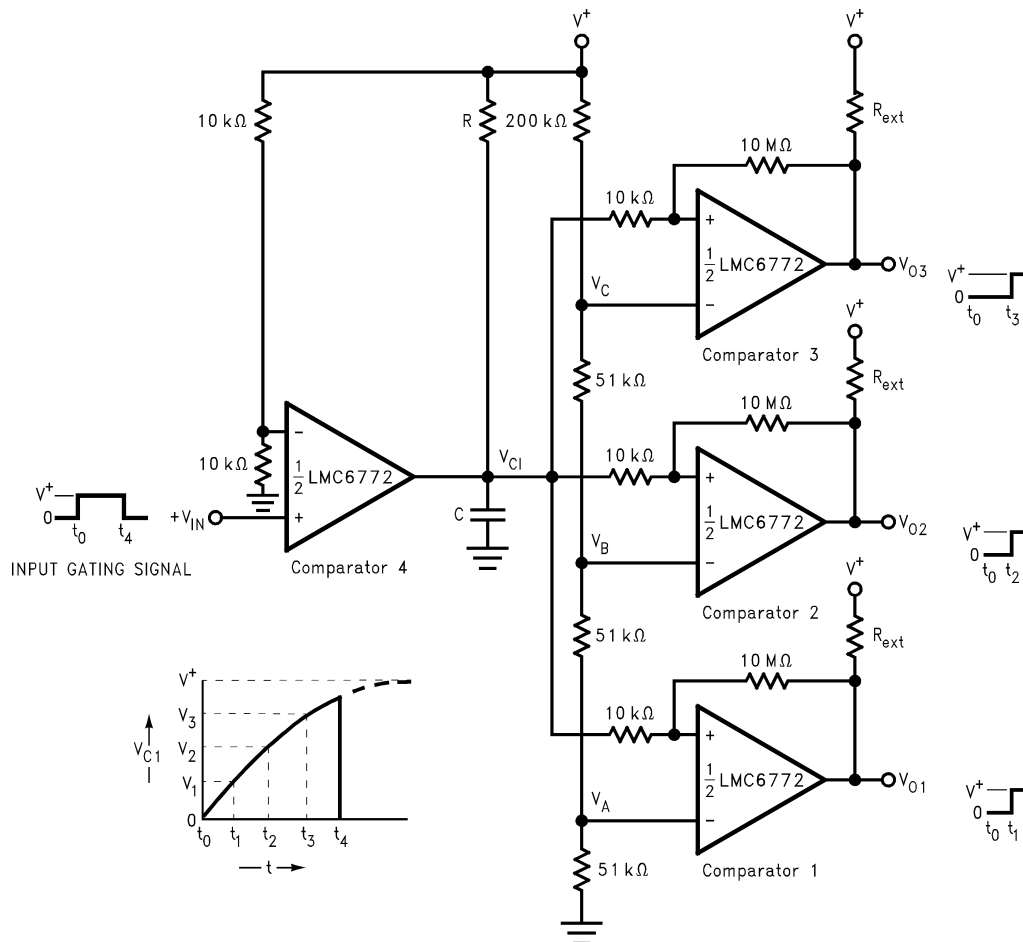 V+
V+
10 kΩ
R
200 kΩ
Rext
10 MΩ
10 kΩ
+
1/2 LMC6772
−
VO3
V+
0
t0
t3
VC
Comparator 3
V+
51 kΩ
Rext
10 MΩ
−
10 kΩ
1/2 LMC6772
+
VC1
10 kΩ
+
1/2 LMC6772
−
VO2
V+
0
t0
t2
V+
0
t0
t4
+VIN
C
VB
INPUT GATING SIGNAL
Comparator 4
Comparator 2
V+
51 kΩ
Rext
10 MΩ
10 kΩ
+
1/2 LMC6772
−
VO1
V+
0
t0
t1
VA
Comparator 1
51 kΩ
V+
V3
V2
V1
0
VC1
t0
t1
t2
t3
t4
t